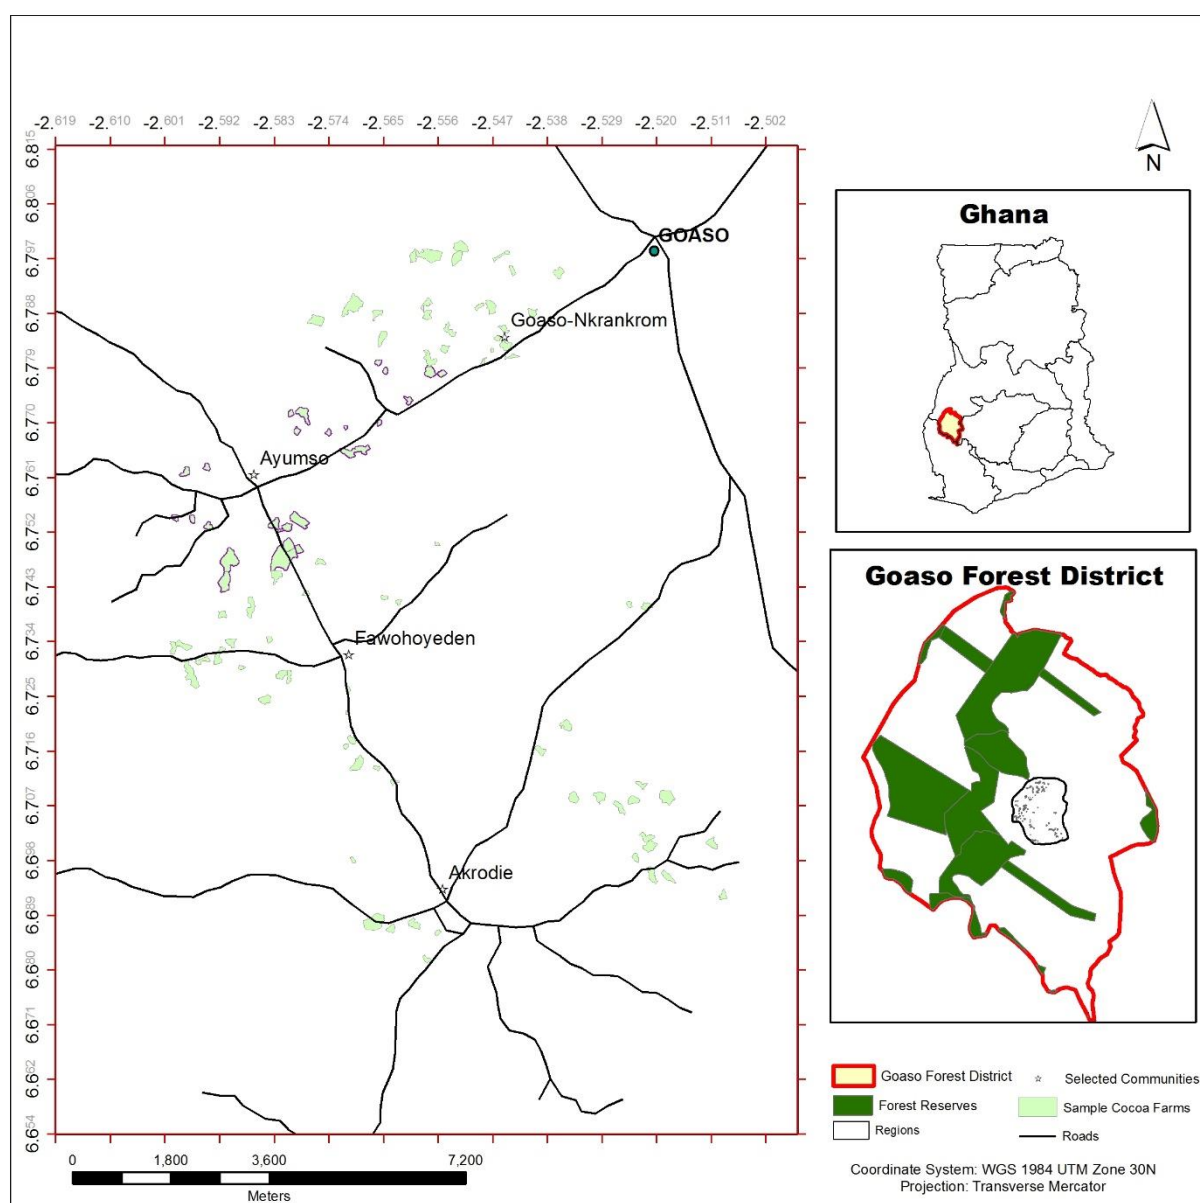 -2.619 -2.610 -2.601 -2.592 -2.583 -2.574 -2.565 -2.556 -2.547 -2.538 -2.529 -2.520 -2.511 -2.502
6.815
6.806
6.797
6.788
6.779
6.770
6.761
6.752
6.743
6.734
6.725
6.716
6.707
6.698
6.689
6.680
6.671
6.662
6.654
GOASO
Goaso-Nkrankrom
Ayumso
Fawohoyeden
Akrodie
0 1,800 3,600 7,200
Meters
N
Ghana
Goaso Forest District
Goaso Forest District
Selected Communities
Forest Reserves
Sample Cocoa Farms
Regions
Roads
Coordinate System: WGS 1984 UTM Zone 30N
Projection: Transverse Mercator